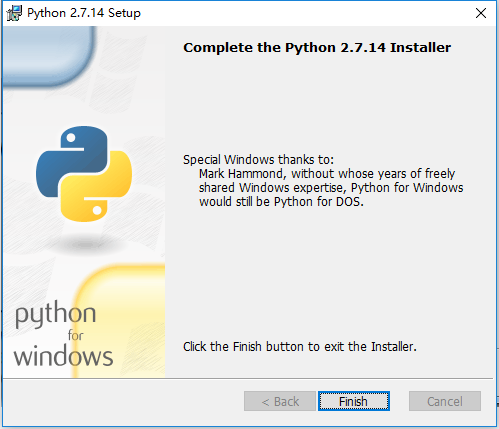 Python 2.7.14 Setup
Complete the Python 2.7.14 Installer
Special Windows thanks to:
Mark Hammond, without whose years of freely
shared Windows expertise, Python for Windows
would still be Python for DOS.
python
for
windows
Click the Finish button to exit the Installer.
< Back
Finish
Cancel